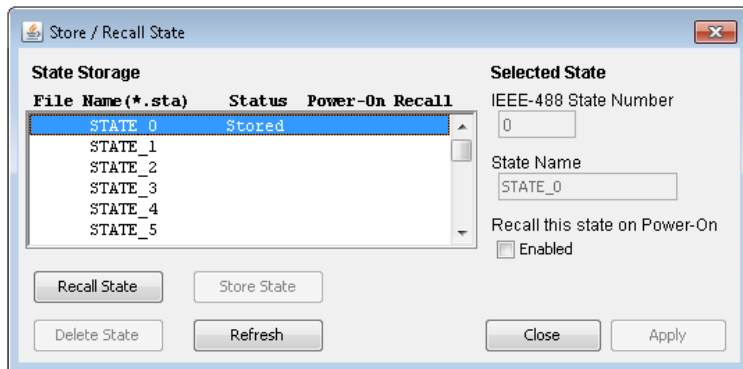 Store / Recall State
State Storage
File Name(*.sta) Status Power-On Recall
STATE_0 Stored
STATE_1
STATE_2
STATE_3
STATE_4
STATE_5
Recall State Store State
Delete State Refresh
Selected State
IEEE-488 State Number
0
State Name
STATE_0
Recall this state on Power-On
Enabled
Close Apply